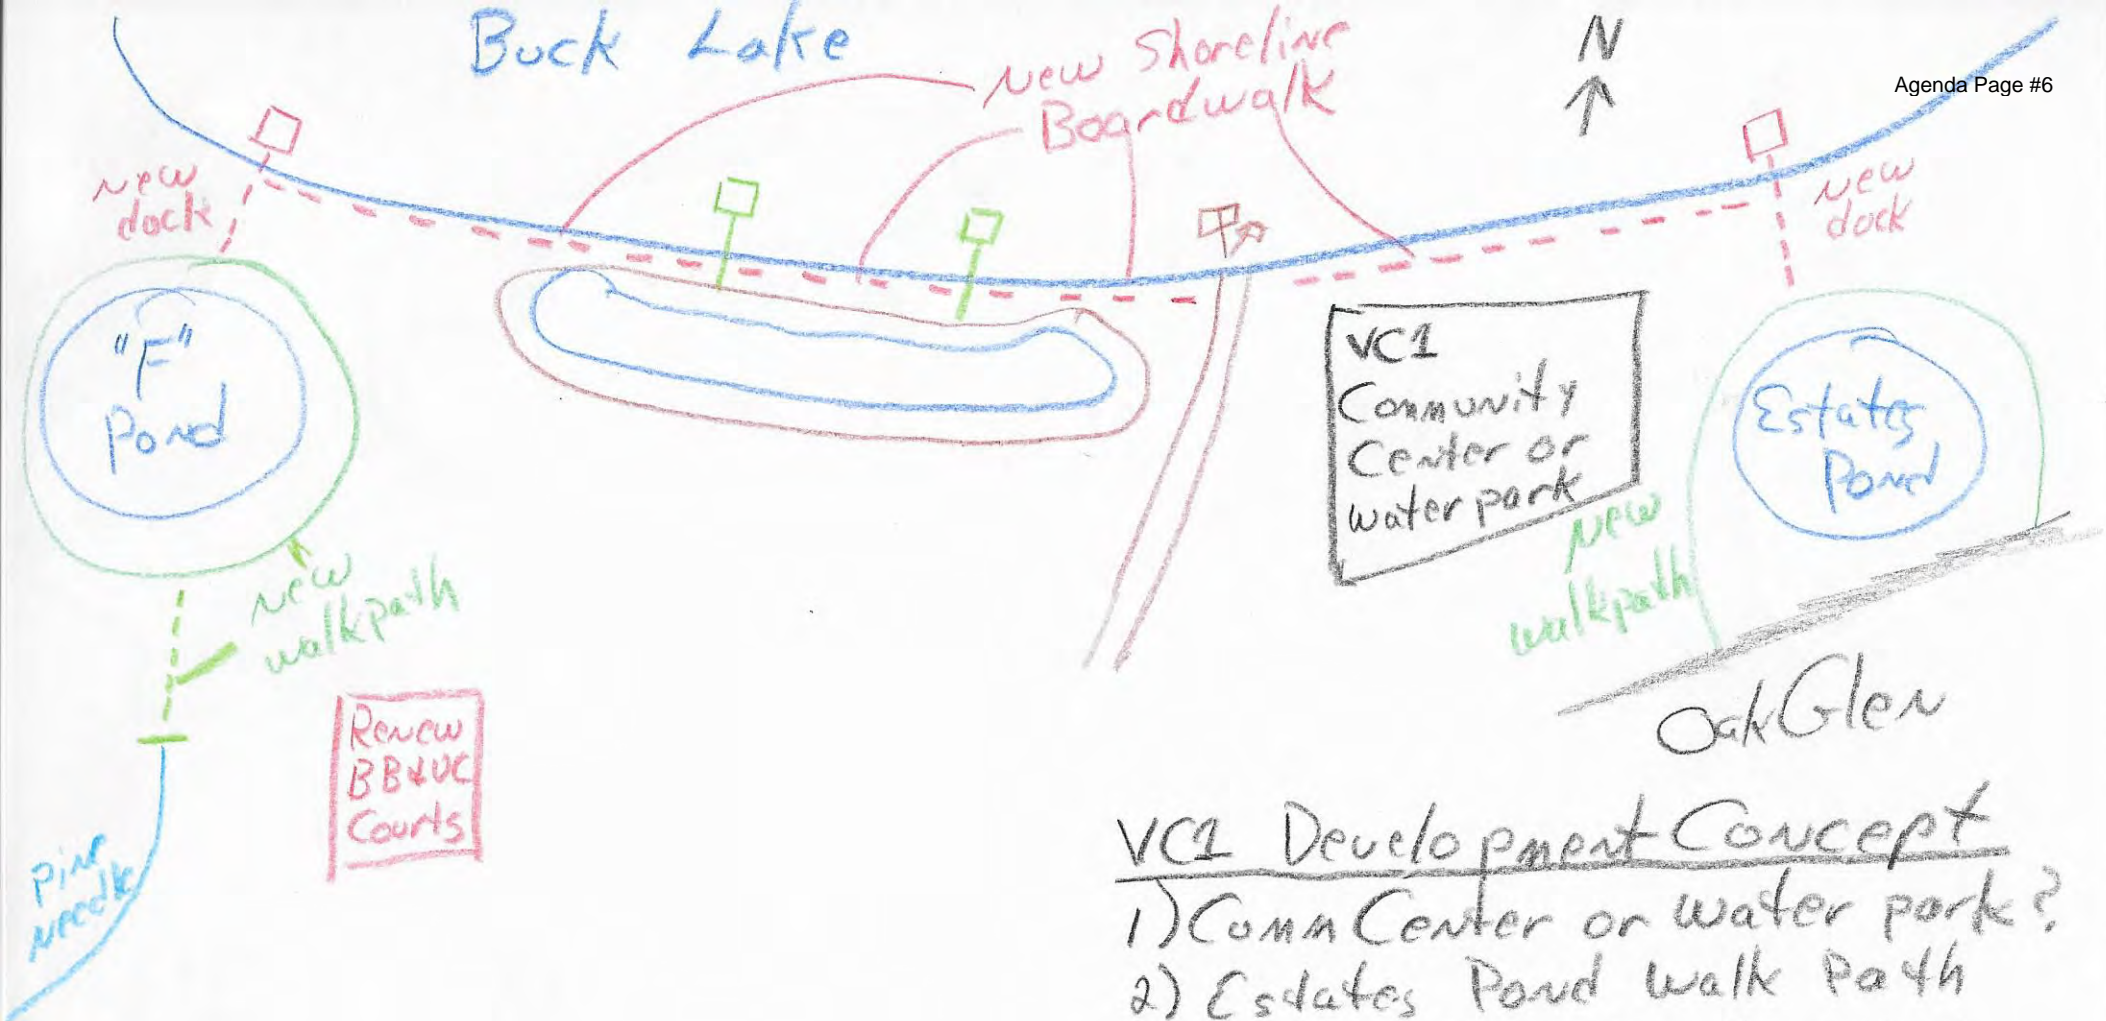 Buck Lake
New Shoreline
Boardwalk
N
Agenda Page #6
New
dock
New
dock
"F"
Pond
VC1
Community
Center or
water park
Estates
Pond
New
walkpath
New
walkpath
Oak Glen
Renew
BB & VC
Courts
Pine
Needle
VC1 Development Concept
1) Comm Center or water park?
2) Estates Pond Walk Path